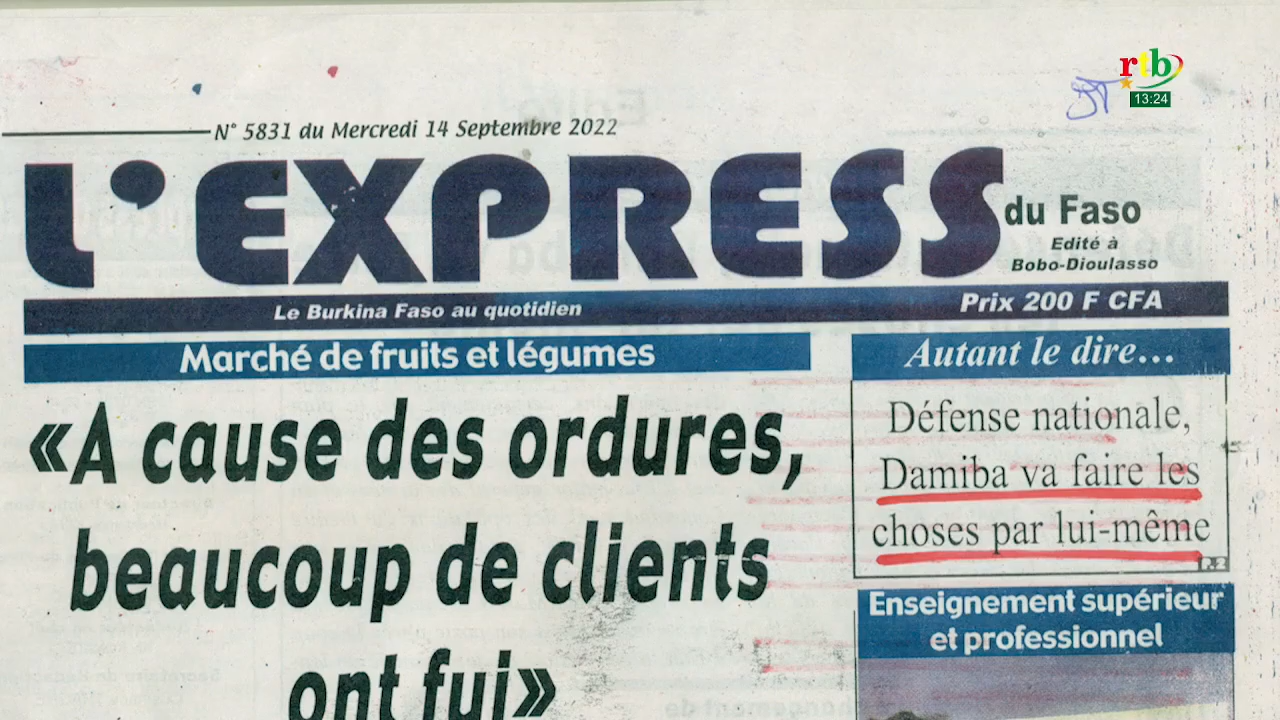 rtb
13:24
N° 5831 du Mercredi 14 Septembre 2022
L'EXPRESS
du Faso
Edité à
Bobo-Dioulasso
Le Burkina Faso au quotidien
Prix 200 F CFA
Marché de fruits et légumes
«A cause des ordures,
beaucoup de clients
ont fui»
Autant le dire...
Défense nationale,
Damiba va faire les
choses par lui-même
P.2
Enseignement supérieur
et professionnel